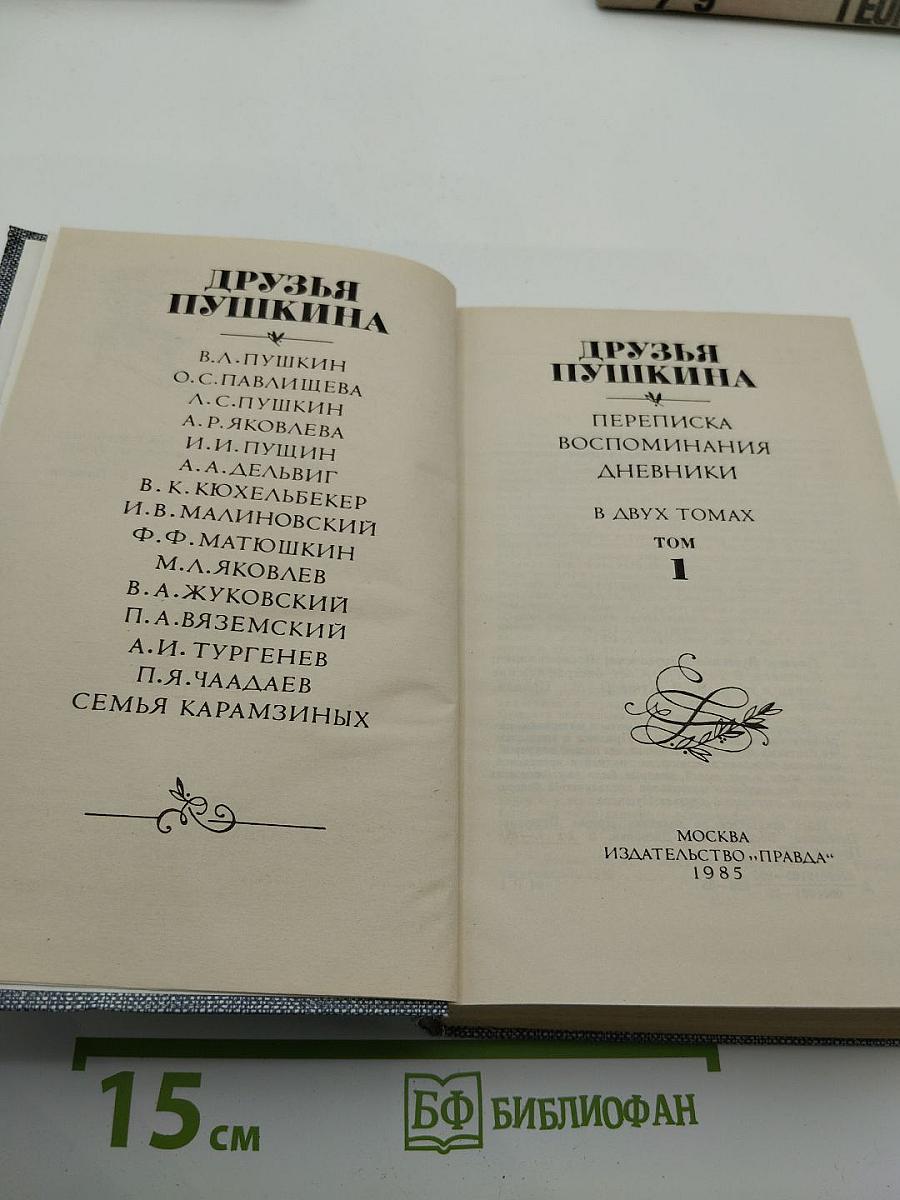 ДРУЗЬЯ
ПУШКИНА
В.Л.ПУШКИН
О.С.ПАВЛИЩЕВА
Л.С.ПУШКИН
А.Р.ЯКОВЛЕВА
И.И.ПУЩИН
А.А.ДЕЛЬВИГ
В.К.КЮХЕЛЬБЕКЕР
И.В.МАЛИНОВСКИЙ
Ф.Ф.МАТЮШКИН
М.Л.ЯКОВЛЕВ
В.А.ЖУКОВСКИЙ
П.А.ВЯЗЕМСКИЙ
А.И.ТУРГЕНЕВ
П.Я.ЧААДАЕВ
СЕМЬЯ КАРАМЗИНЫХ
ДРУЗЬЯ
ПУШКИНА
ПЕРЕПИСКА
ВОСПОМИНАНИЯ
ДНЕВНИКИ
В ДВУХ ТОМАХ
ТОМ
1
МОСКВА
ИЗДАТЕЛЬСТВО „ПРАВДА“
1985
15 см
БФ БИБЛИОФАН